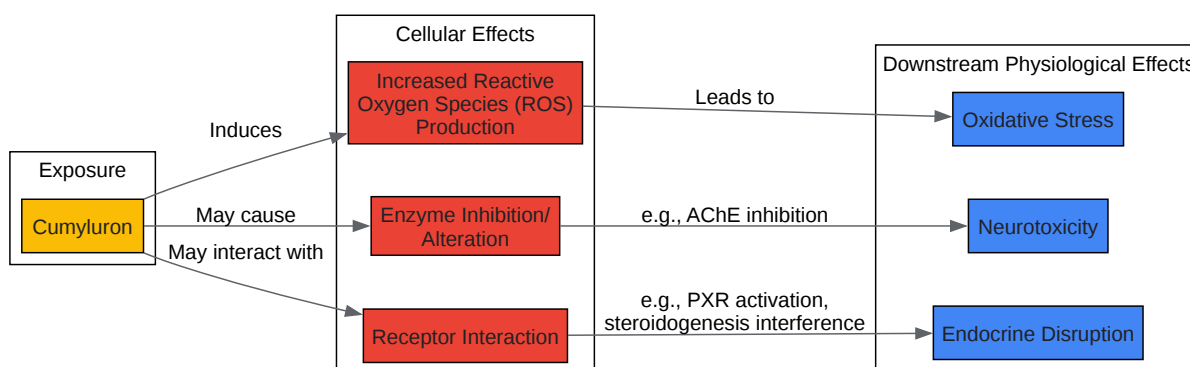 Exposure
Cumyluron
Induces
May cause
May interact with
Cellular Effects
Increased Reactive
Oxygen Species (ROS)
Production
Enzyme Inhibition/
Alteration
Receptor Interaction
Leads to
e.g., AChE inhibition
e.g., PXR activation,
steroidogenesis interference
Downstream Physiological Effects
Oxidative Stress
Neurotoxicity
Endocrine Disruption